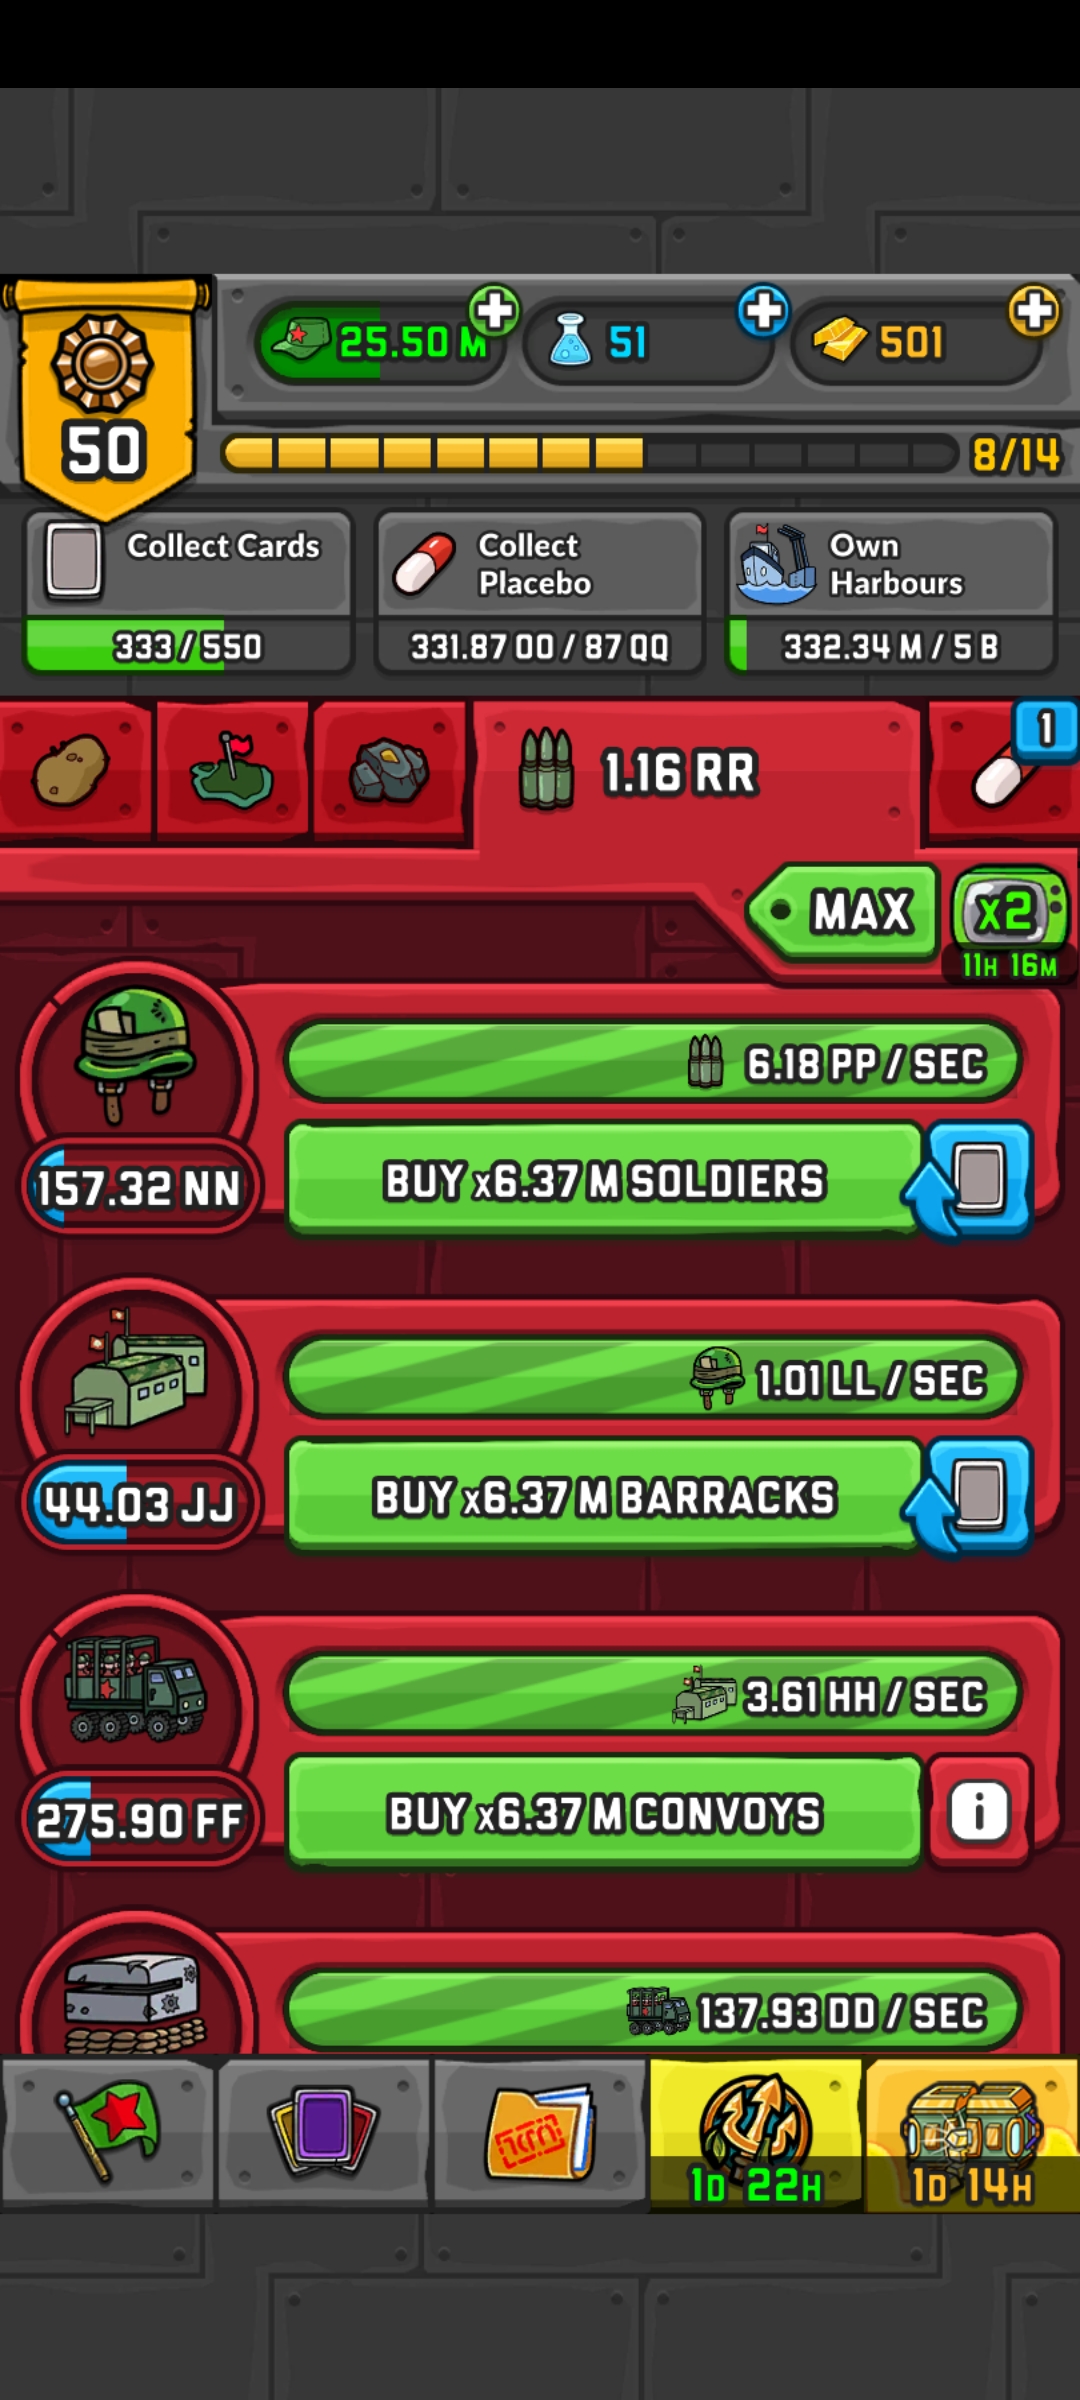 25.50 M
51
501
50
8/14
Collect Cards
333 / 550
Collect
Placebo
331.87 OO / 87 QQ
Own
Harbours
332.34 M / 5 B
1.16 RR
1
MAX
x2
11H 16M
6.18 PP / SEC
157.32 NN
BUY x6.37 M SOLDIERS
1.01 LL / SEC
44.03 JJ
BUY x6.37 M BARRACKS
3.61 HH / SEC
275.90 FF
BUY x6.37 M CONVOYS
i
137.93 DD / SEC
1D 22H
1D 14H